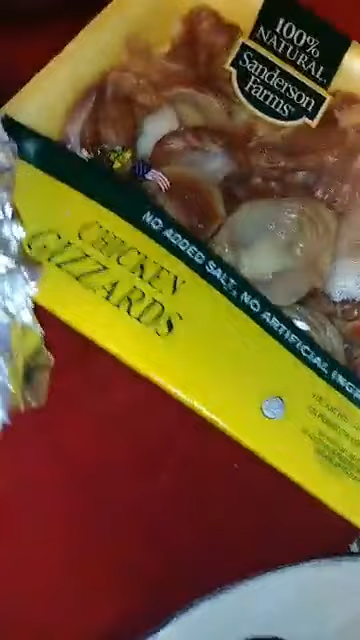 100%
NATURAL
Sanderson
Farms
NO ADDED SALT, NO ARTIFICIAL
CHICKEN
GIZZARDS